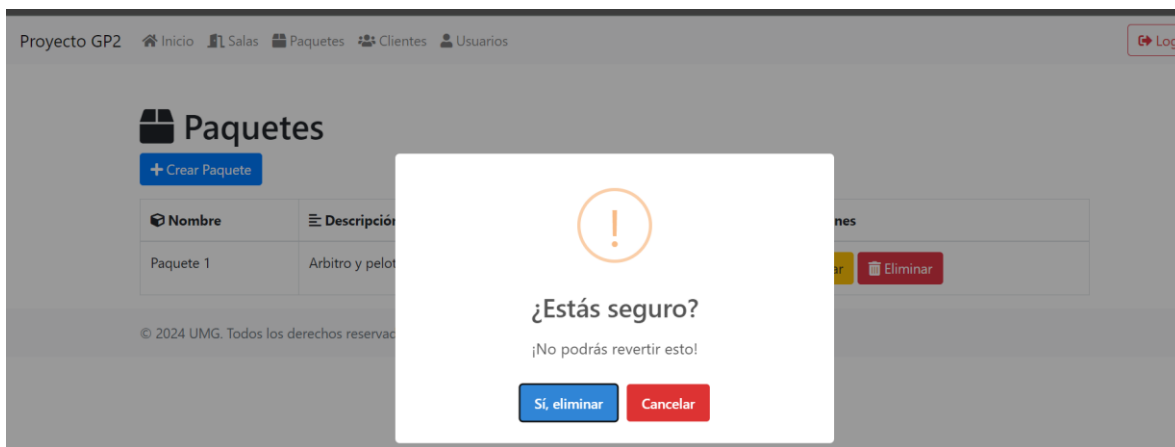 Proyecto GP2 Inicio Salas Paquetes Clientes Usuarios Log
Paquetes
Crear Paquete
Nombre Descripción nes
Paquete 1 Arbitro y pelot ar Eliminar
© 2024 UMG. Todos los derechos reservad
!
¿Estás seguro?
¡No podrás revertir esto!
Sí, eliminar Cancelar